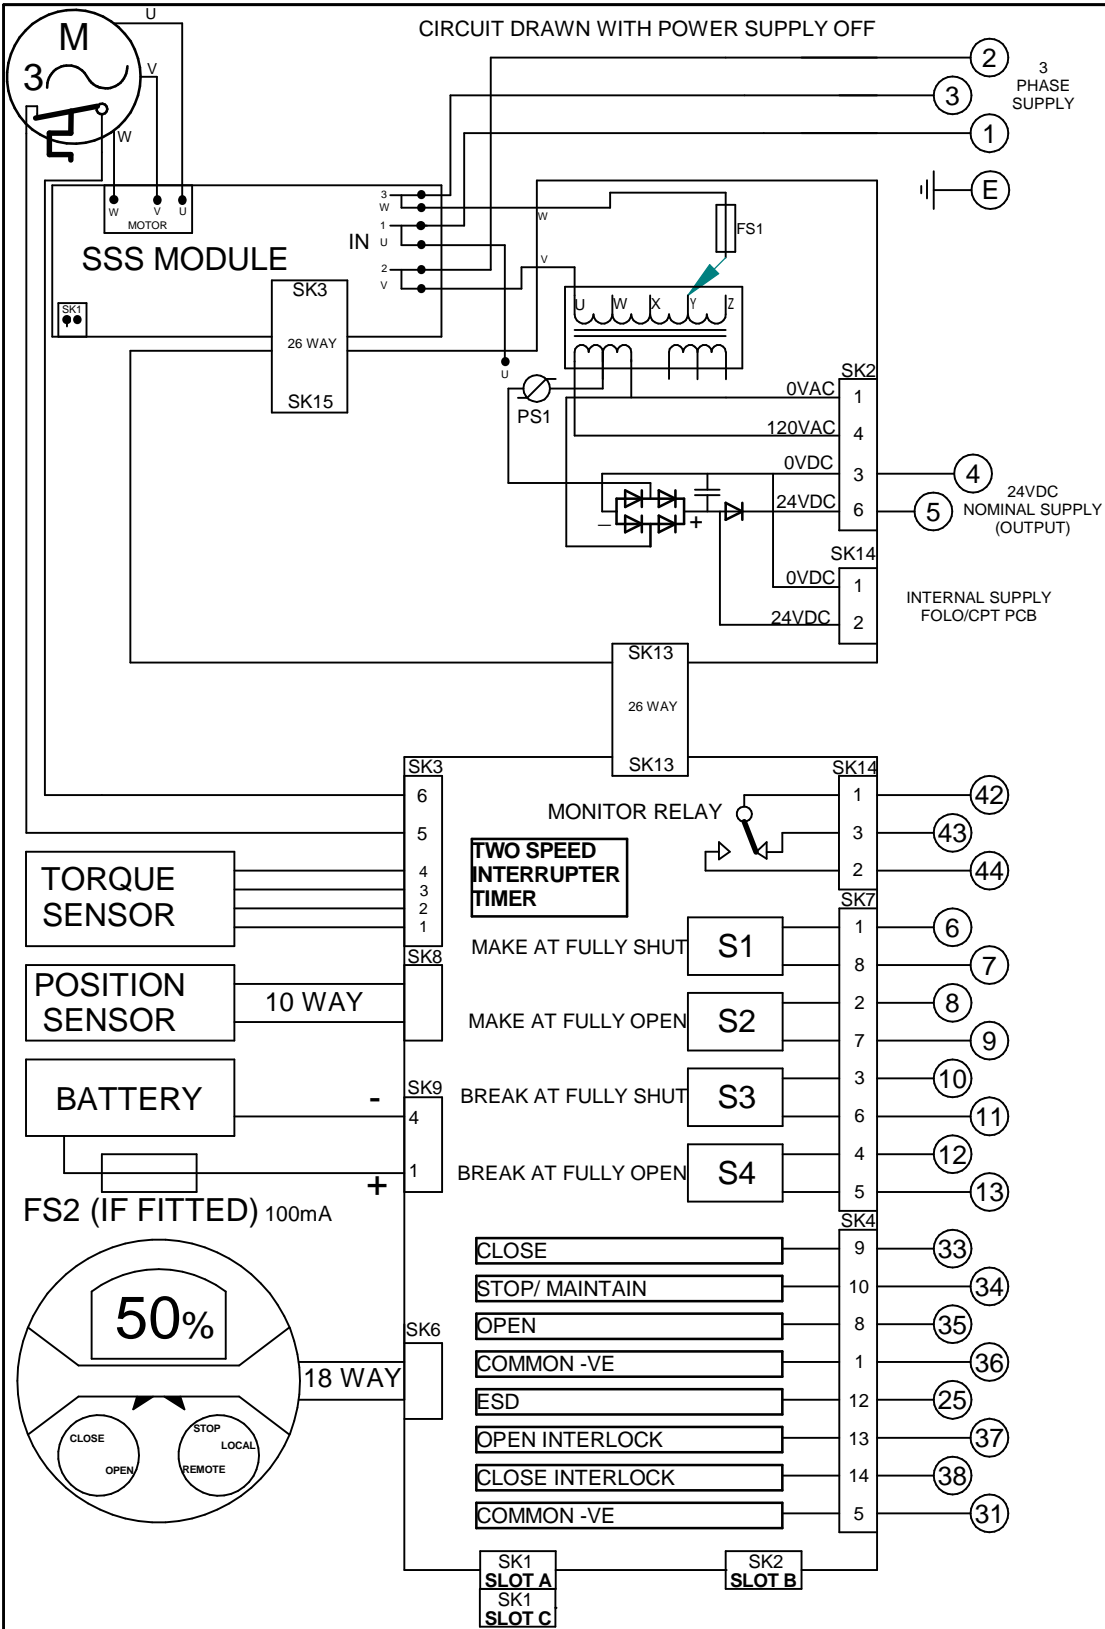 CIRCUIT DRAWN WITH POWER SUPPLY OFF
U
M
3
V
W
2
3
1
E
3
PHASE
SUPPLY
W V U
MOTOR
SSS MODULE
IN
3
W
1
U
2
V
W
V
U
FS1
U W X Y Z
SK1
SK3
26 WAY
SK15
PS1
SK2
0VAC 1
120VAC 4
0VDC 3 4
24VDC 6 5
24VDC
NOMINAL SUPPLY
(OUTPUT)
– +
SK14
0VDC 1
24VDC 2
INTERNAL SUPPLY
FOLO/CPT PCB
SK13
26 WAY
SK13
SK3
6
5
4
3
2
1
TORQUE
SENSOR
SK8
POSITION
SENSOR
10 WAY
BATTERY
-
SK9
4
1
+
FS2 (IF FITTED) 100mA
50%
CLOSE
OPEN
STOP
LOCAL
REMOTE
SK6
18 WAY
TWO SPEED
INTERRUPTER
TIMER
MONITOR RELAY
SK14
1 42
3 43
2 44
SK7
MAKE AT FULLY SHUT S1
1 6
8 7
MAKE AT FULLY OPEN S2
2 8
7 9
BREAK AT FULLY SHUT S3
3 10
6 11
BREAK AT FULLY OPEN S4
4 12
5 13
SK4
CLOSE 9 33
STOP/ MAINTAIN 10 34
OPEN 8 35
COMMON -VE 1 36
ESD 12 25
OPEN INTERLOCK 13 37
CLOSE INTERLOCK 14 38
COMMON -VE 5 31
SK1
SLOT A
SK1
SLOT C
SK2
SLOT B